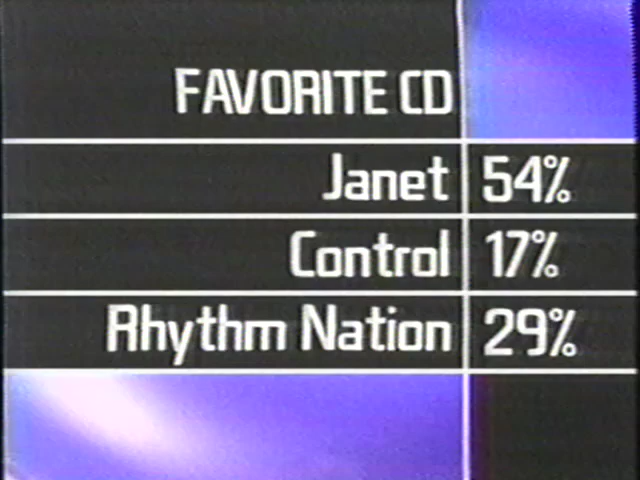 FAVORITE CD
Janet 54%
Control 17%
Rhythm Nation 29%